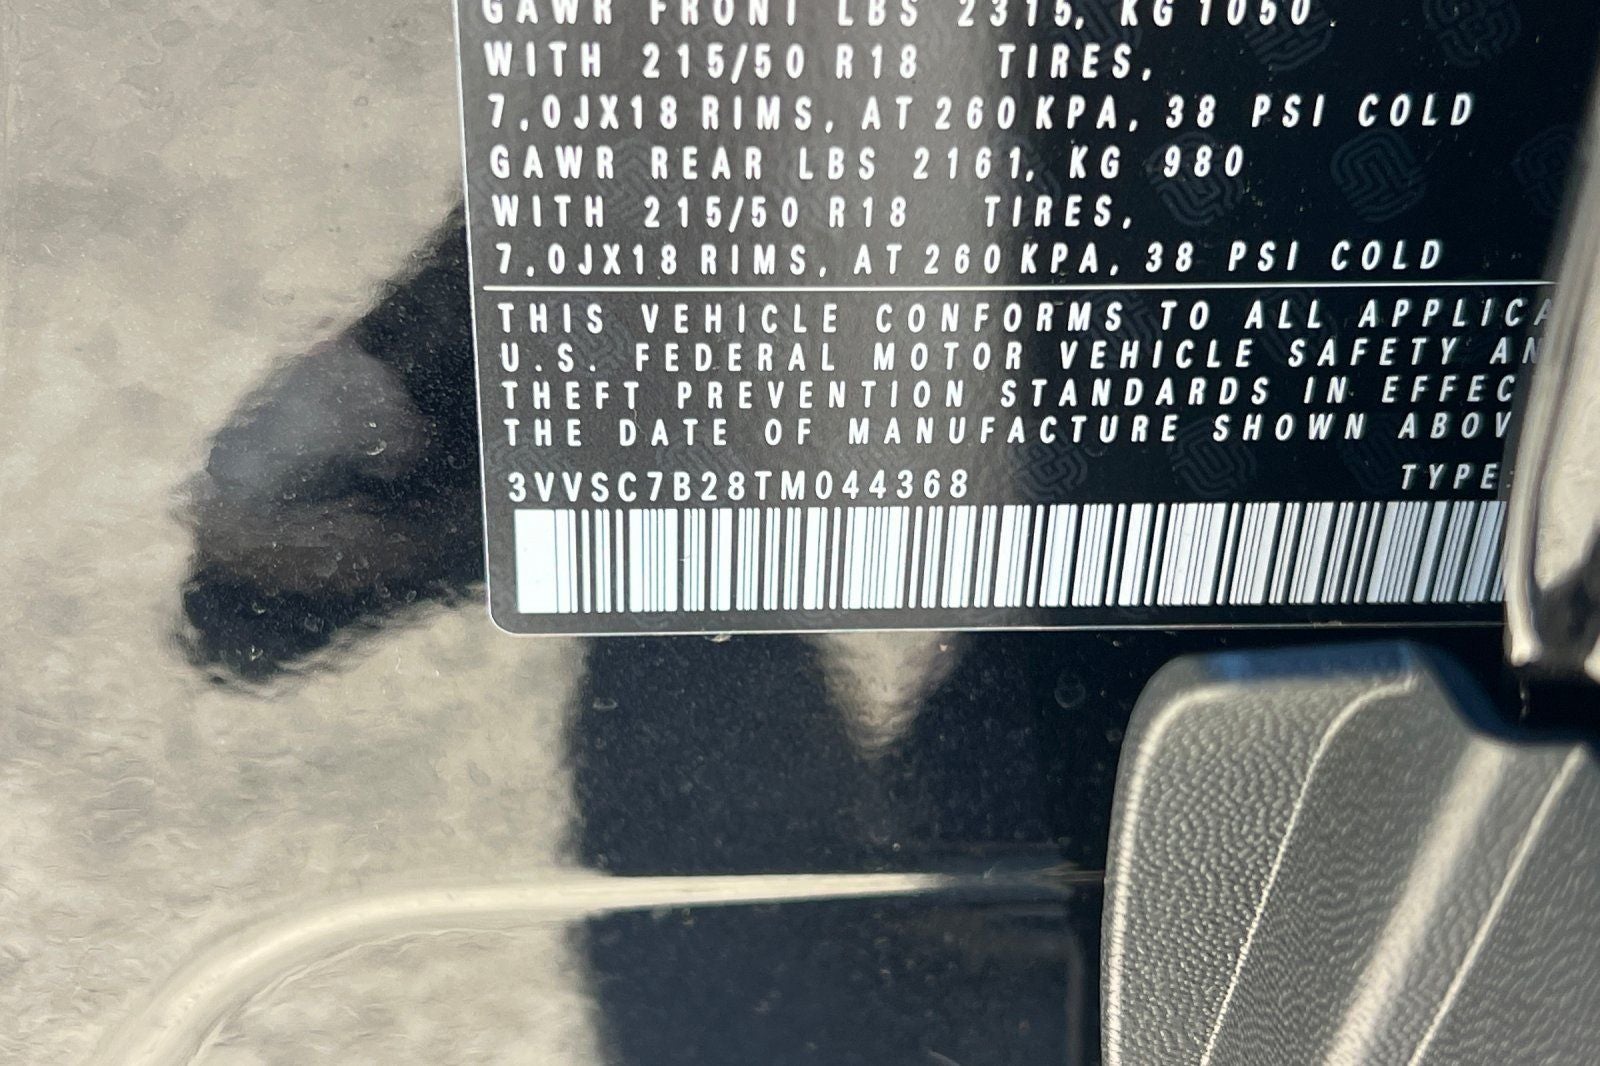 GAWR FRONT LBS 2315, KG 1050
WITH 215/50 R18 TIRES,
7,0JX18 RIMS, AT 260 KPA, 38 PSI COLD
GAWR REAR LBS 2161, KG 980
WITH 215/50 R18 TIRES,
7,0JX18 RIMS, AT 260 KPA, 38 PSI COLD
THIS VEHICLE CONFORMS TO ALL APPLICA
U.S. FEDERAL MOTOR VEHICLE SAFETY AN
THEFT PREVENTION STANDARDS IN EFFEC
THE DATE OF MANUFACTURE SHOWN ABOV
3VVSC7B28TM044368 TYPE: